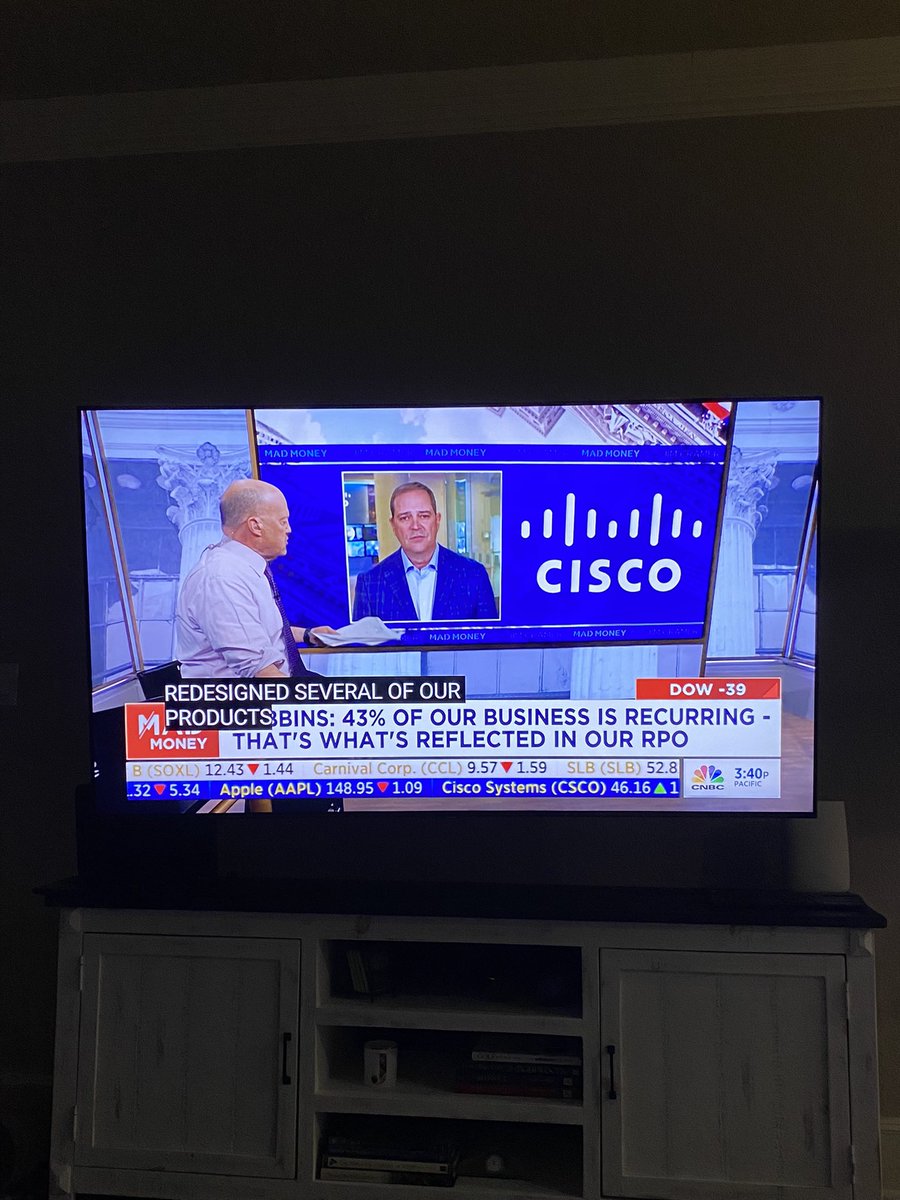 MAD MONEY MAD MONEY JIM CRAMER
CISCO
MAD MONEY MAD MONEY
REDESIGNED SEVERAL OF OUR
PRODUCTS
DOW -39
MAD MONEY
BBINS: 43% OF OUR BUSINESS IS RECURRING -
THAT'S WHAT'S REFLECTED IN OUR RPO
B (SOXL) 12.43▼1.44 Carnival Corp. (CCL) 9.57▼1.59 SLB (SLB) 52.8
.32▼5.34 Apple (AAPL) 148.95▼1.09 Cisco Systems (CSCO) 46.16▲1
CNBC
3:40P
PACIFIC